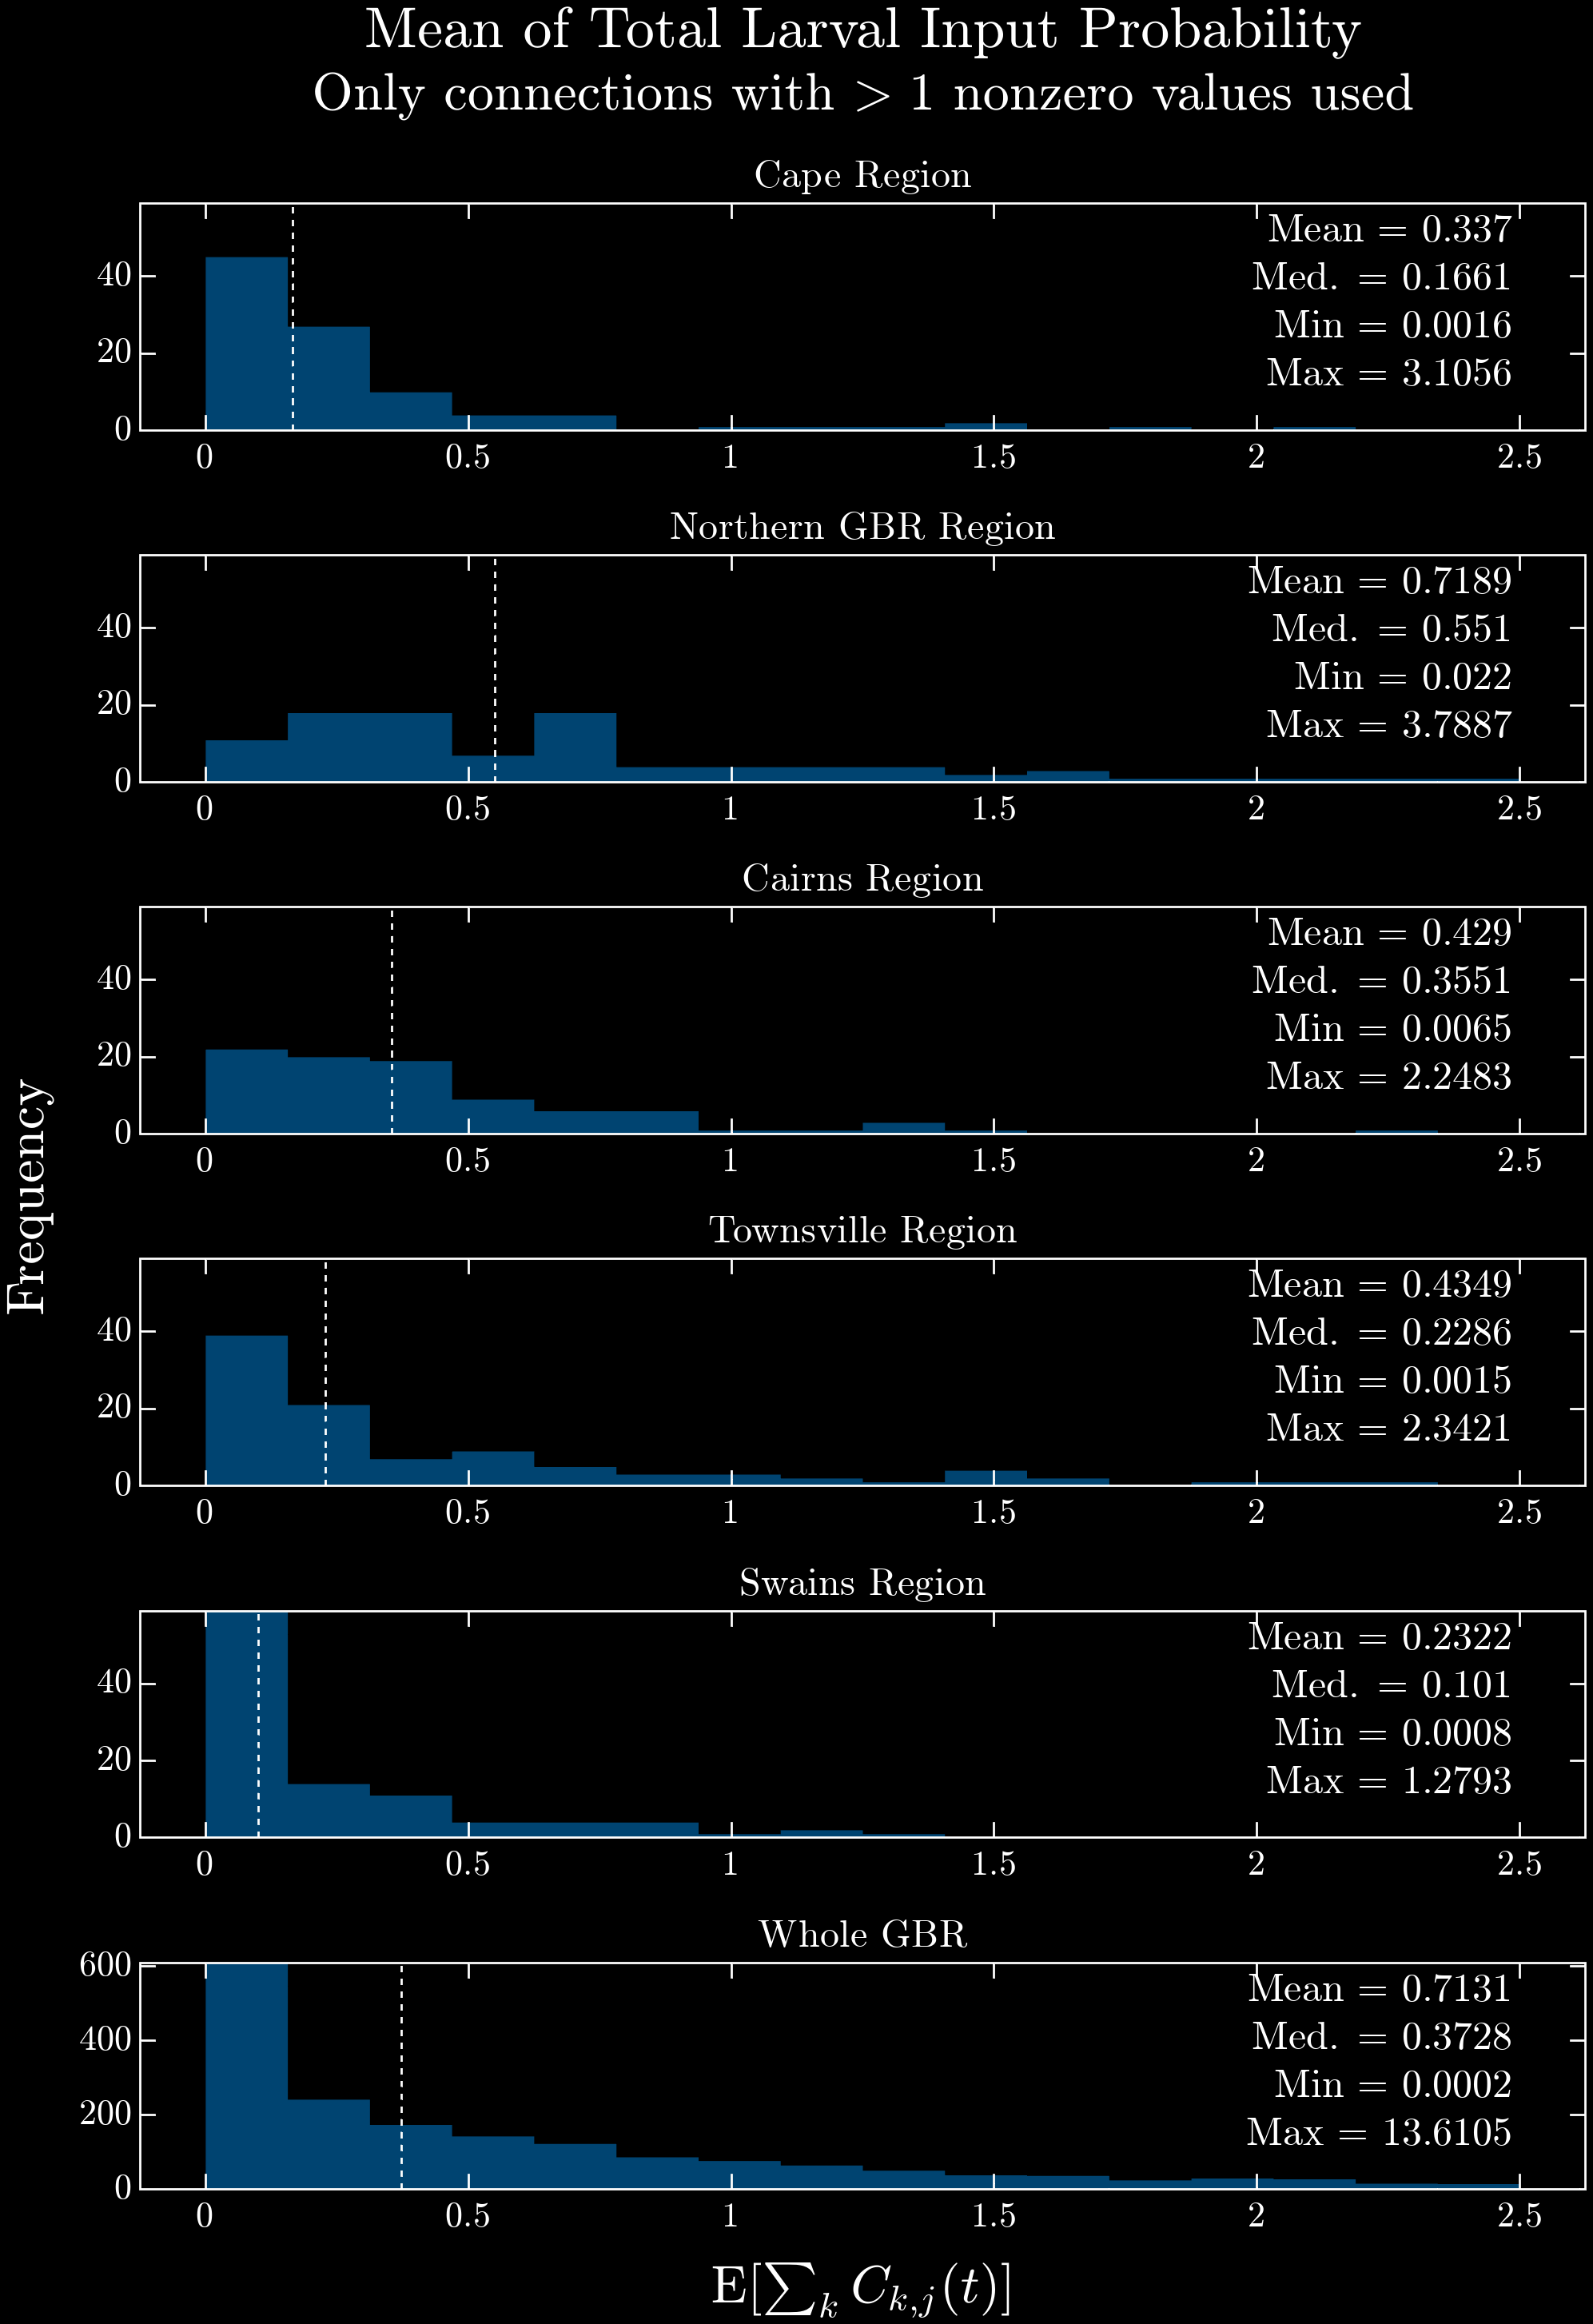 Mean of Total Larval Input Probability
Only connections with > 1 nonzero values used
Cape Region
Mean = 0.337
Med. = 0.1661
Min = 0.0016
Max = 3.1056
40
20
0
0 0.5 1 1.5 2 2.5
Northern GBR Region
Mean = 0.7189
Med. = 0.551
Min = 0.022
Max = 3.7887
40
20
0
0 0.5 1 1.5 2 2.5
Cairns Region
Mean = 0.429
Med. = 0.3551
Min = 0.0065
Max = 2.2483
40
20
0
0 0.5 1 1.5 2 2.5
Frequency
Townsville Region
Mean = 0.4349
Med. = 0.2286
Min = 0.0015
Max = 2.3421
40
20
0
0 0.5 1 1.5 2 2.5
Swains Region
Mean = 0.2322
Med. = 0.101
Min = 0.0008
Max = 1.2793
40
20
0
0 0.5 1 1.5 2 2.5
Whole GBR
Mean = 0.7131
Med. = 0.3728
Min = 0.0002
Max = 13.6105
600
400
200
0
0 0.5 1 1.5 2 2.5
E[∑_k C_{k,j}(t)]